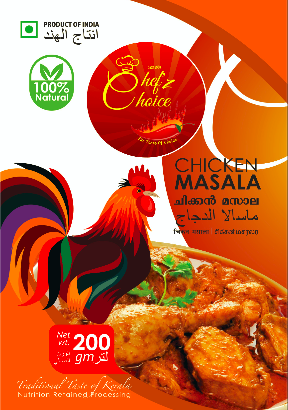 PRODUCT OF INDIA
انتاج الهند
100%
Natural
Chef'z
Choice
CHICKEN
MASALA
ചിക്കൻ മസാല
ماسالا الدجاج
Net
wt. 200
gm
Traditional Taste of Kerala
Nutrition Retained Processing